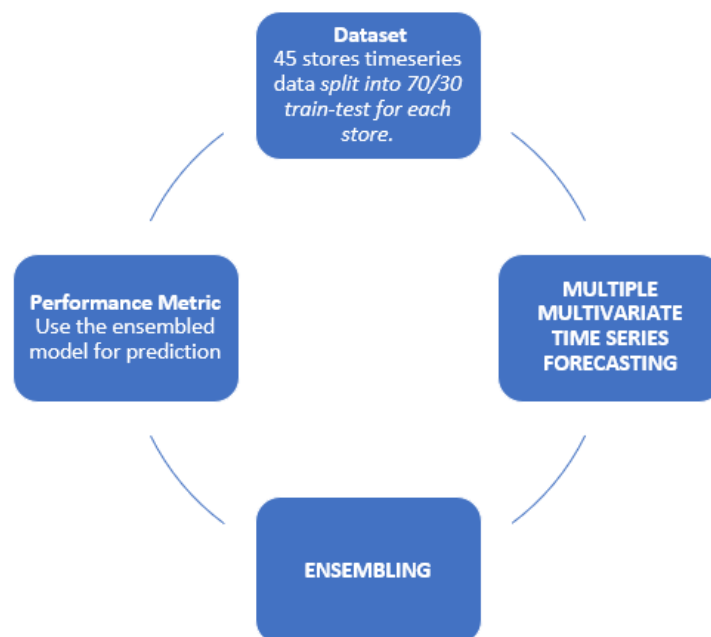 Dataset
45 stores timeseries
data split into 70/30
train-test for each
store.
MULTIPLE
MULTIVARIATE
TIME SERIES
FORECASTING
ENSEMBLING
Performance Metric
Use the ensembled
model for prediction